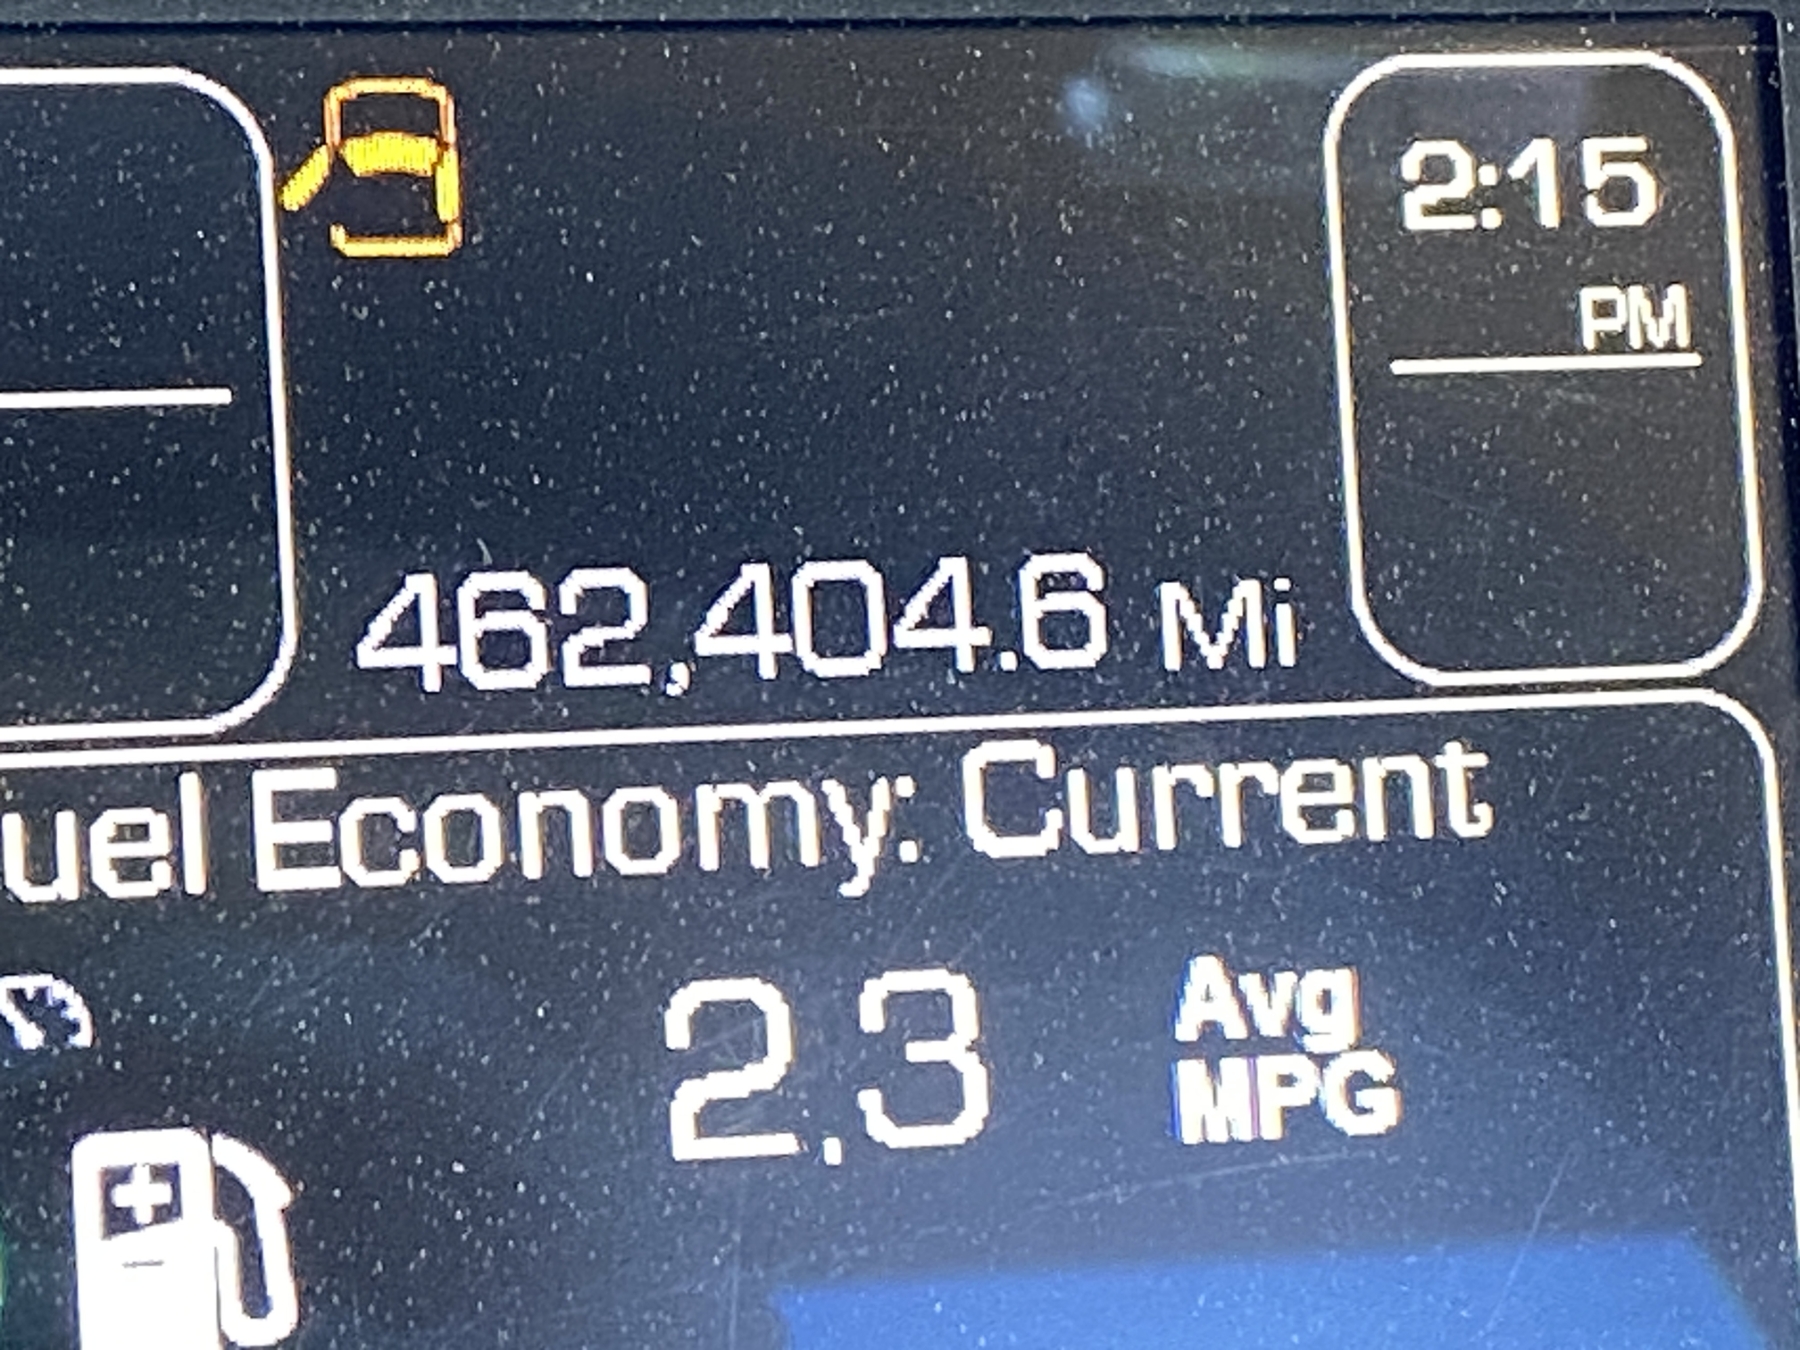 2:15
PM
462,404.6 Mi
uel Economy: Current
2.3 Avg
MPG